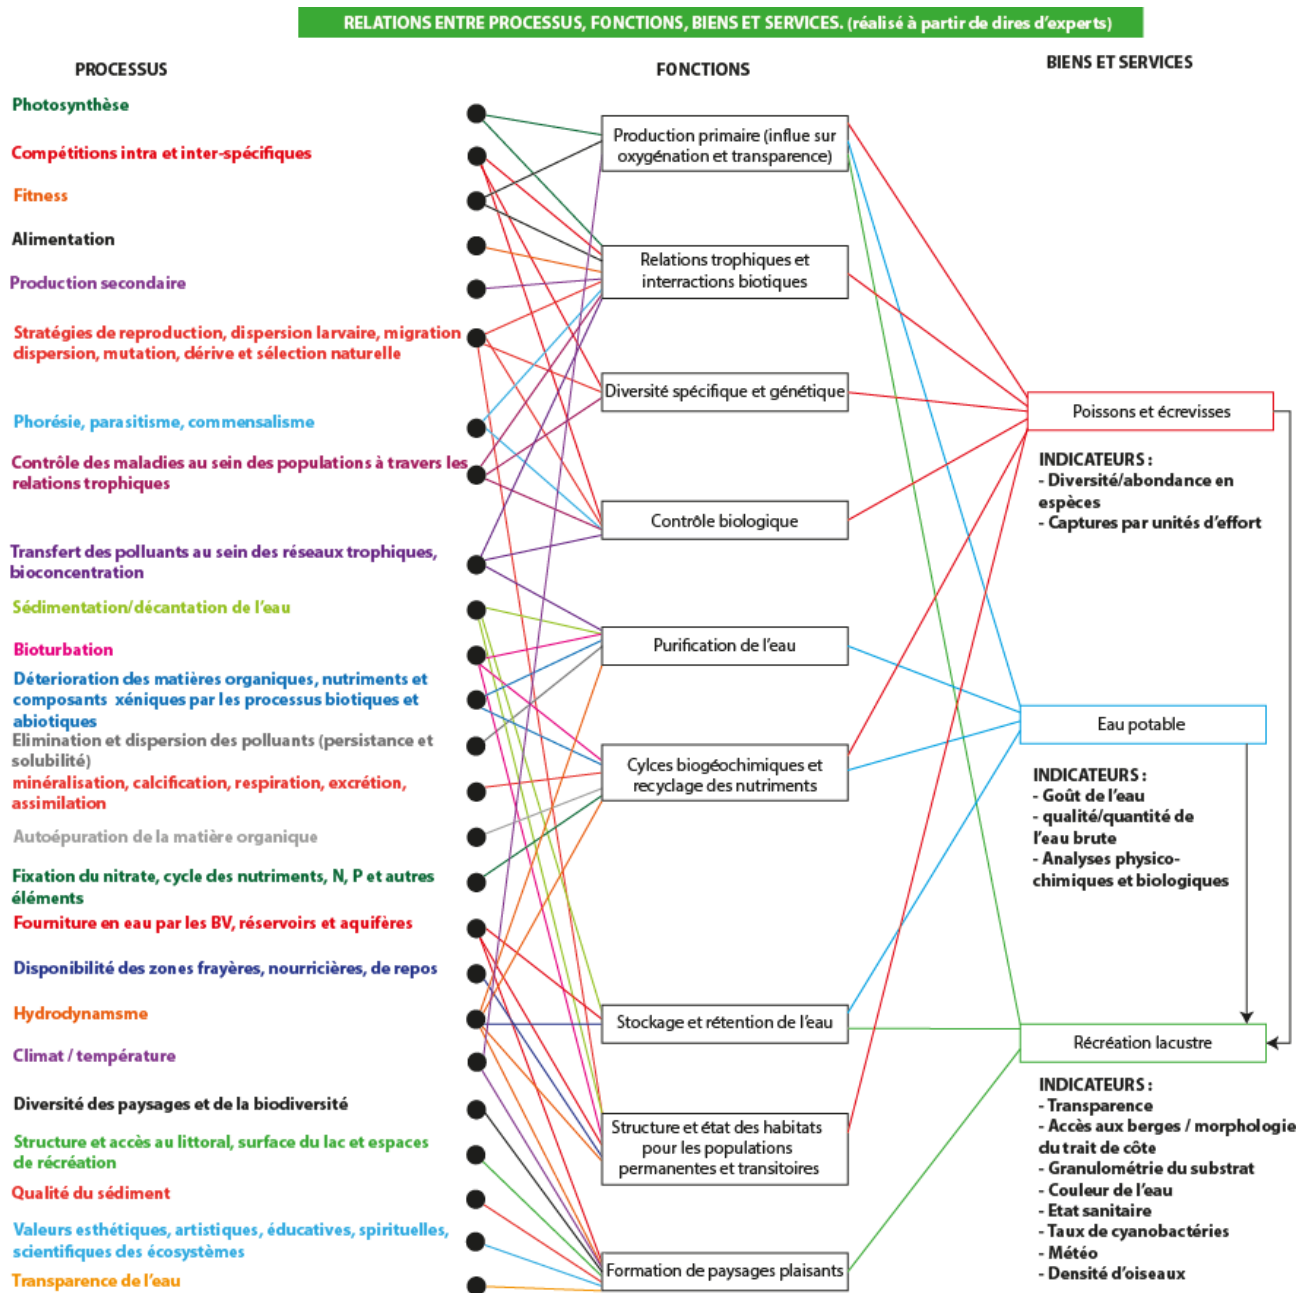 RELATIONS ENTRE PROCESSUS, FONCTIONS, BIENS ET SERVICES. (réalisé à partir de dires d'experts)
PROCESSUS
Photosynthèse
Compétitions intra et inter-spécifiques
Fitness
Alimentation
Production secondaire
Stratégies de reproduction, dispersion larvaire, migration
dispersion, mutation, dérive et sélection naturelle
Phorésie, parasitisme, commensalisme
Contrôle des maladies au sein des populations à travers les
relations trophiques
Transfert des polluants au sein des réseaux trophiques,
bioconcentration
Sédimentation/décantation de l'eau
Bioturbation
Déterioration des matières organiques, nutriments et
composants xéniques par les processus biotiques et
abiotiques
Elimination et dispersion des polluants (persistance et
solubilité)
minéralisation, calcification, respiration, excrétion,
assimilation
Autoépuration de la matière organique
Fixation du nitrate, cycle des nutriments, N, P et autres
éléments
Fourniture en eau par les BV, réservoirs et aquifères
Disponibilité des zones frayères, nourricières, de repos
Hydrodynamsme
Climat / température
Diversité des paysages et de la biodiversité
Structure et accès au littoral, surface du lac et espaces
de récréation
Qualité du sédiment
Valeurs esthétiques, artistiques, éducatives, spirituelles,
scientifiques des écosystèmes
Transparence de l'eau
FONCTIONS
Production primaire (influe sur
oxygénation et transparence)
Relations trophiques et
interractions biotiques
Diversité spécifique et génétique
Contrôle biologique
Purification de l'eau
Cylces biogéochimiques et
recyclage des nutriments
Stockage et rétention de l'eau
Structure et état des habitats
pour les populations
permanentes et transitoires
Formation de paysages plaisants
BIENS ET SERVICES
Poissons et écrevisses
INDICATEURS :
- Diversité/abondance en
espèces
- Captures par unités d'effort
Eau potable
INDICATEURS :
- Goût de l'eau
- qualité/quantité de
l'eau brute
- Analyses physico-
chimiques et biologiques
Récréation lacustre
INDICATEURS :
- Transparence
- Accès aux berges / morphologie
du trait de côte
- Granulométrie du substrat
- Couleur de l'eau
- Etat sanitaire
- Taux de cyanobactéries
- Météo
- Densité d'oiseaux